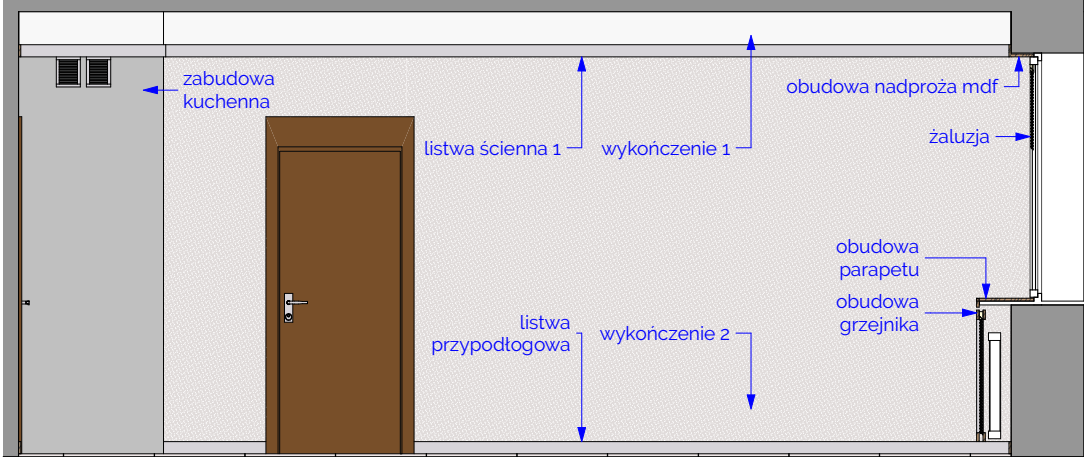 zabudowa
kuchenna
obudowa nadproża mdf
listwa ścienna 1
wykończenie 1
żaluzja
obudowa
parapetu
obudowa
grzejnika
listwa
przypodłogowa
wykończenie 2